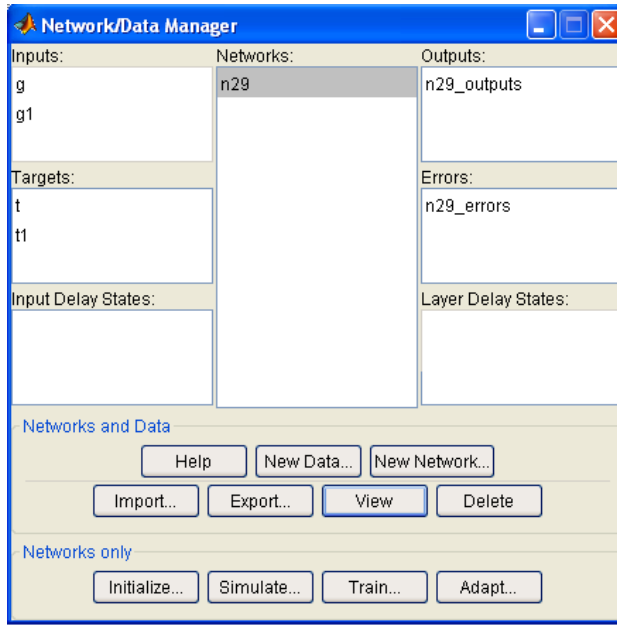 Network/Data Manager
Inputs:
g
g1
Networks:
n29
Outputs:
n29_outputs
Targets:
t
t1
Errors:
n29_errors
Input Delay States:
Layer Delay States:
Networks and Data
Help New Data... New Network...
Import... Export... View Delete
Networks only
Initialize... Simulate... Train... Adapt...